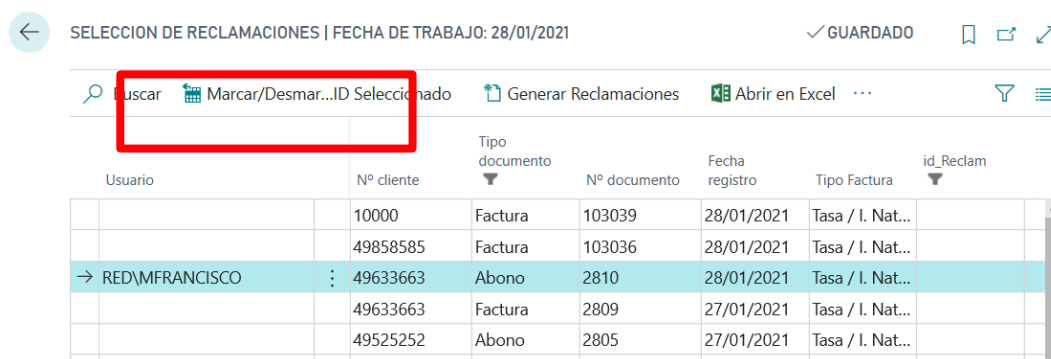 SELECCION DE RECLAMACIONES | FECHA DE TRABAJO: 28/01/2021 GUARDADO
Buscar Marcar/Desmar...ID Seleccionado Generar Reclamaciones Abrir en Excel ...
Usuario Nº cliente Tipo documento Nº documento Fecha registro Tipo Factura id_Reclam
10000 Factura 103039 28/01/2021 Tasa / I. Nat...
49858585 Factura 103036 28/01/2021 Tasa / I. Nat...
RED\MFRANCISCO 49633663 Abono 2810 28/01/2021 Tasa / I. Nat...
49633663 Factura 2809 27/01/2021 Tasa / I. Nat...
49525252 Abono 2805 27/01/2021 Tasa / I. Nat...